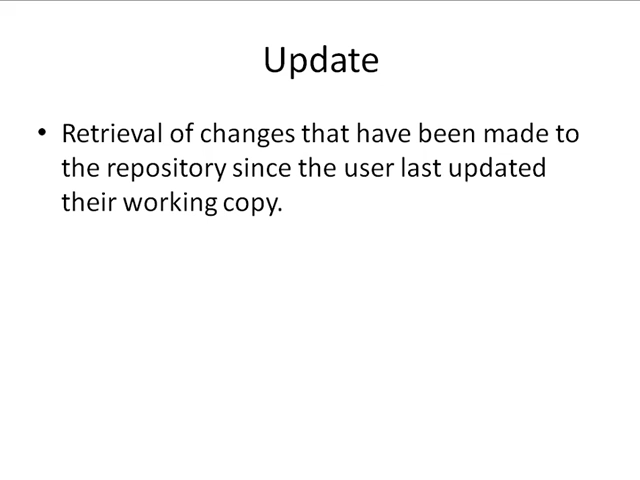 Update
• Retrieval of changes that have been made to
the repository since the user last updated
their working copy.